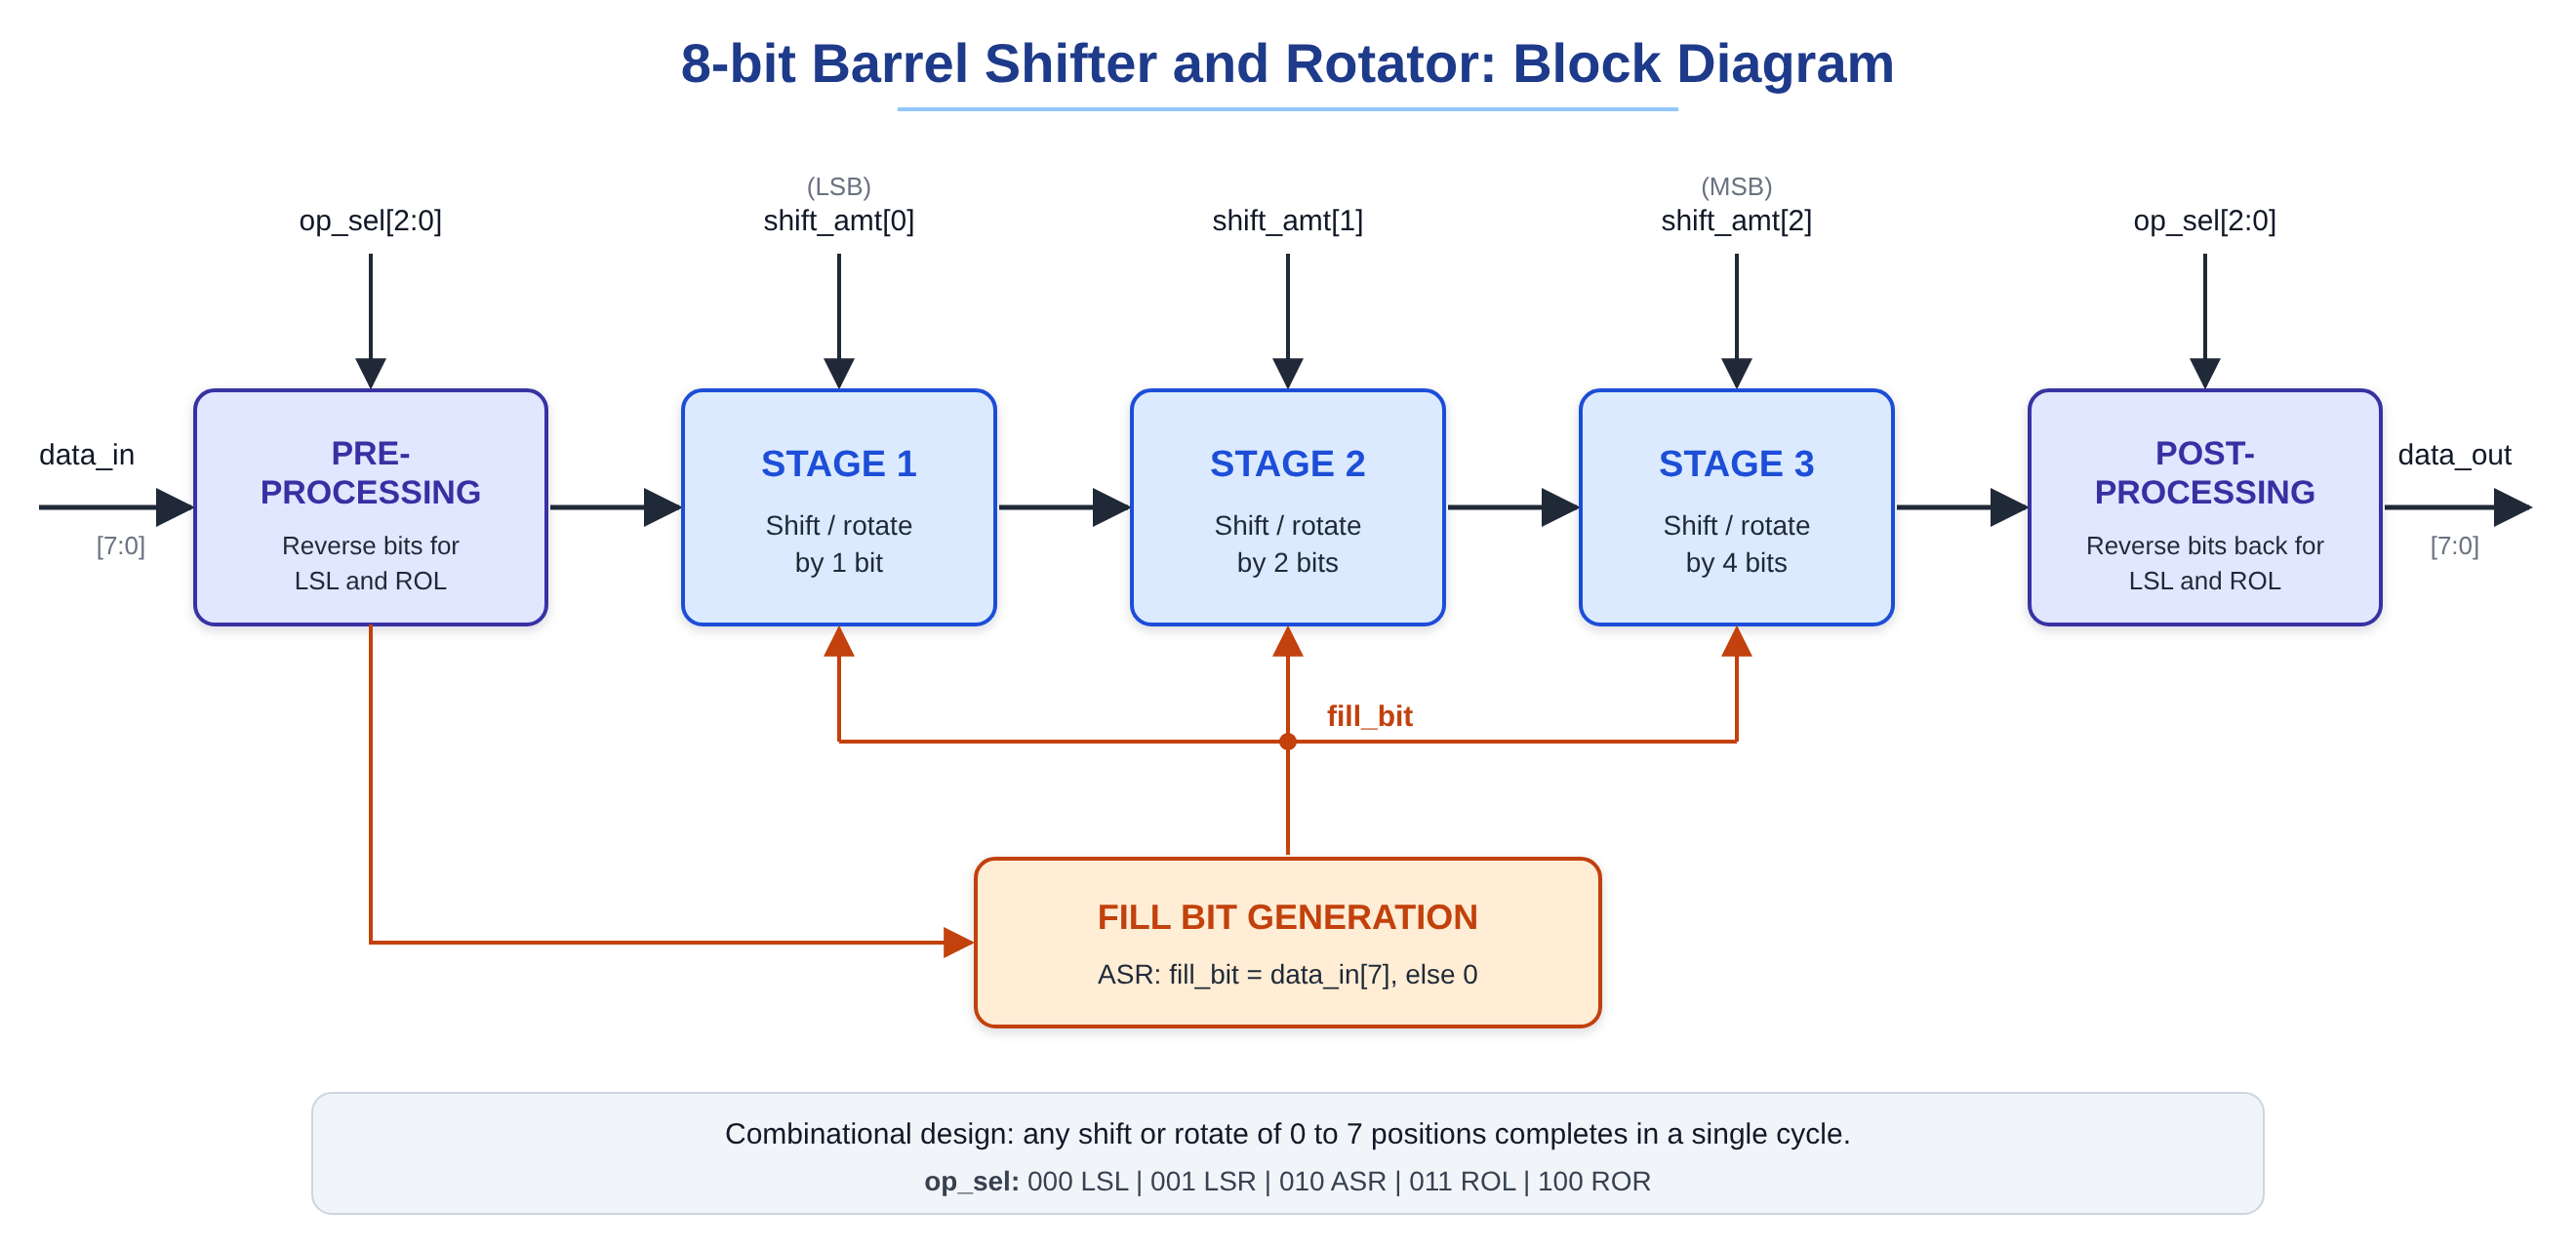 8-bit Barrel Shifter and Rotator: Block Diagram
op_sel[2:0]
(LSB)
shift_amt[0]
shift_amt[1]
(MSB)
shift_amt[2]
op_sel[2:0]
data_in
[7:0]
PRE-
PROCESSING
Reverse bits for
LSL and ROL
STAGE 1
Shift / rotate
by 1 bit
STAGE 2
Shift / rotate
by 2 bits
STAGE 3
Shift / rotate
by 4 bits
POST-
PROCESSING
Reverse bits back for
LSL and ROL
data_out
[7:0]
fill_bit
FILL BIT GENERATION
ASR: fill_bit = data_in[7], else 0
Combinational design: any shift or rotate of 0 to 7 positions completes in a single cycle.
op_sel: 000 LSL | 001 LSR | 010 ASR | 011 ROL | 100 ROR